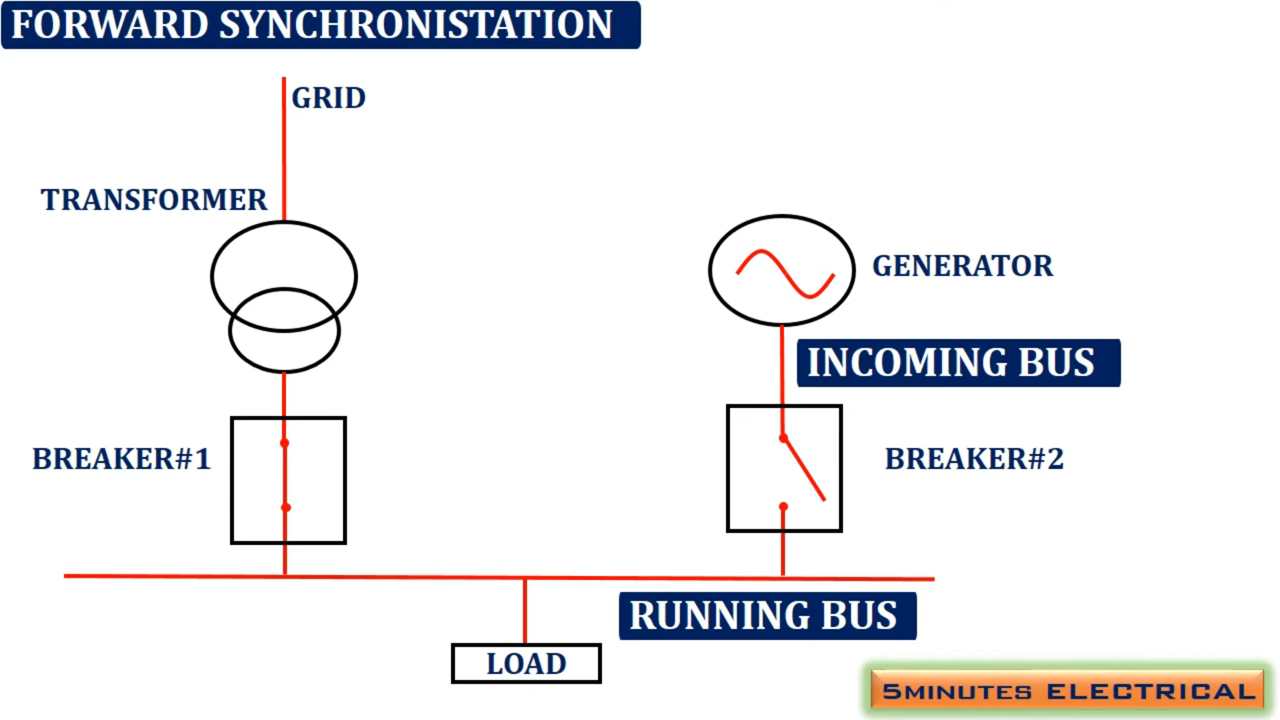 FORWARD SYNCHRONISTATION
GRID
TRANSFORMER
GENERATOR
INCOMING BUS
BREAKER#1
BREAKER#2
RUNNING BUS
LOAD
5MINUTES ELECTRICAL